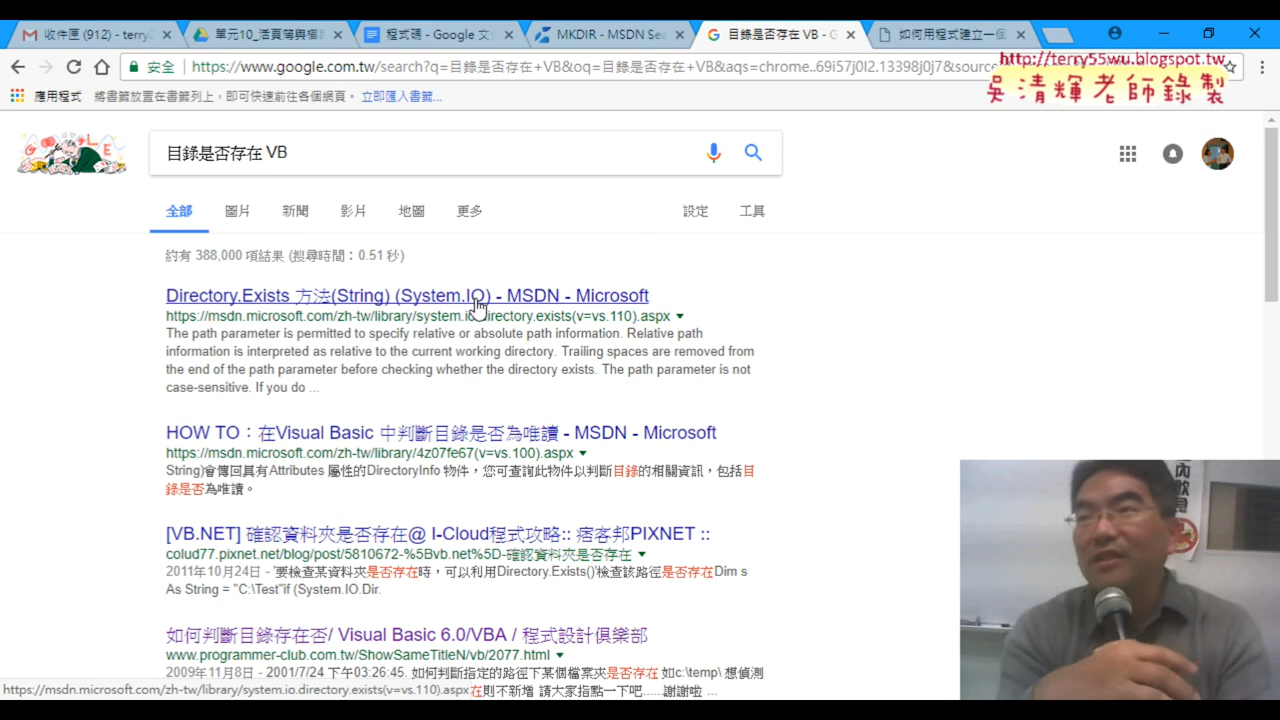 收件匣 (912) - terry
單元10_活頁簿與檔
程式碼 - Google 文
MKDIR - MSDN Sea
目錄是否存在 VB - G
如何用程式建立一個
安全
https://www.google.com.tw/search?q=目錄是否存在+VB&oq=目錄是否存在+VB&aqs=chrome..69i57j0l2.13398j0j7&source
http://terry55wu.blogspot.tw
吳清輝老師錄製
應用程式
將書籤放置在書籤列上，即可快速前往各個網頁。
立即匯入書籤...
目錄是否存在 VB
全部
圖片
新聞
影片
地圖
更多
設定
工具
約有 388,000 項結果 (搜尋時間：0.51 秒)
Directory.Exists 方法(String) (System.IO) - MSDN - Microsoft
https://msdn.microsoft.com/zh-tw/library/system.io.directory.exists(v=vs.110).aspx
The path parameter is permitted to specify relative or absolute path information. Relative path
information is interpreted as relative to the current working directory. Trailing spaces are removed from
the end of the path parameter before checking whether the directory exists. The path parameter is not
case-sensitive. If you do ...
HOW TO：在Visual Basic 中判斷目錄是否為唯讀 - MSDN - Microsoft
https://msdn.microsoft.com/zh-tw/library/4z07fe67(v=vs.100).aspx
String)會傳回具有Attributes 屬性的DirectoryInfo 物件，您可查詢此物件以判斷目錄的相關資訊，包括目
錄是否為唯讀。
[VB.NET] 確認資料夾是否存在@ I-Cloud程式攻略:: 痞客邦PIXNET ::
colud77.pixnet.net/blog/post/5810672-%5Bvb.net%5D-確認資料夾是否存在
2011年10月24日 - '要檢查某資料夾是否存在時，可以利用Directory.Exists()'檢查該路徑是否存在Dim s
As String = "C:\Test"if (System.IO.Dir.
如何判斷目錄存在否/ Visual Basic 6.0/VBA / 程式設計俱樂部
www.programmer-club.com.tw/ShowSameTitleN/vb/2077.html
2009年11月8日 - 2001/7/24 下午03:26:45. 如何判斷指定的路徑下某個檔案夾是否存在 如c:\temp\ 想偵測
https://msdn.microsoft.com/zh-tw/library/system.io.directory.exists(v=vs.110).aspx
在則不新增 請大家指點一下吧......謝謝啦 ...
內飲食